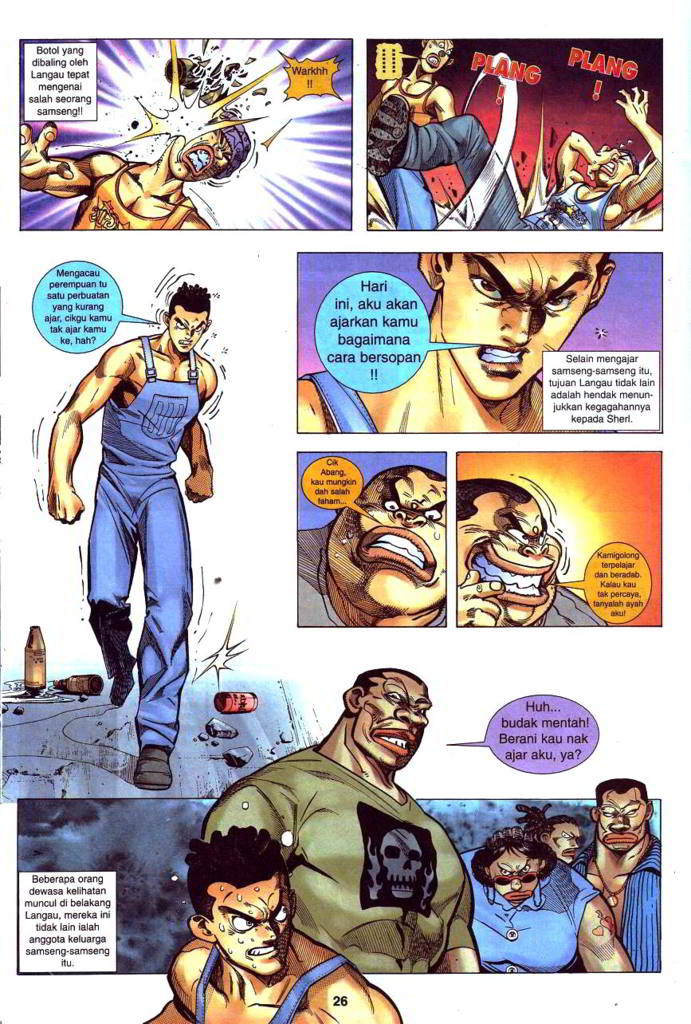 Botol yang
dibaling oleh
Langau tepat
mengenai
salah seorang
samseng!!
Warkhh
!!
PLANG
!
PLANG
!
Mengacau
perempuan tu
satu perbuatan
yang kurang
ajar, cikgu kamu
tak ajar kamu
ke, hah?
Hari
ini, aku akan
ajarkan kamu
bagaimana
cara bersopan
!!
Selain mengajar
samseng-samseng itu,
tujuan Langau tidak lain
adalah hendak menun-
jukkan kegagahannya
kepada Sherl.
Cik
Abang,
kau mungkin
dah salah
faham...
Kamigolong
terpelajar
dan beradab.
Kalau kau
tak percaya,
tanyalah ayah
aku!
Huh...
budak mentah!
Berani kau nak
ajar aku, ya?
Beberapa orang
dewasa kelihatan
muncul di belakang
Langau, mereka ini
tidak lain ialah
anggota keluarga
samseng-samseng
itu.
26